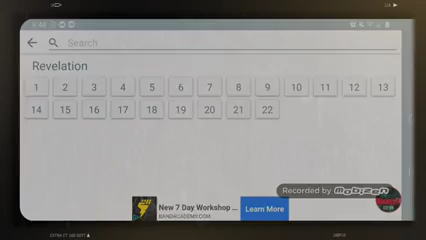 Search
Revelation
1 2 3 4 5 6 7 8 9 10 11 12 13
14 15 16 17 18 19 20 21 22
New 7 Day Workshop ...
BANDACADEMY.COM
Learn More
Recorded by MOBIZEN